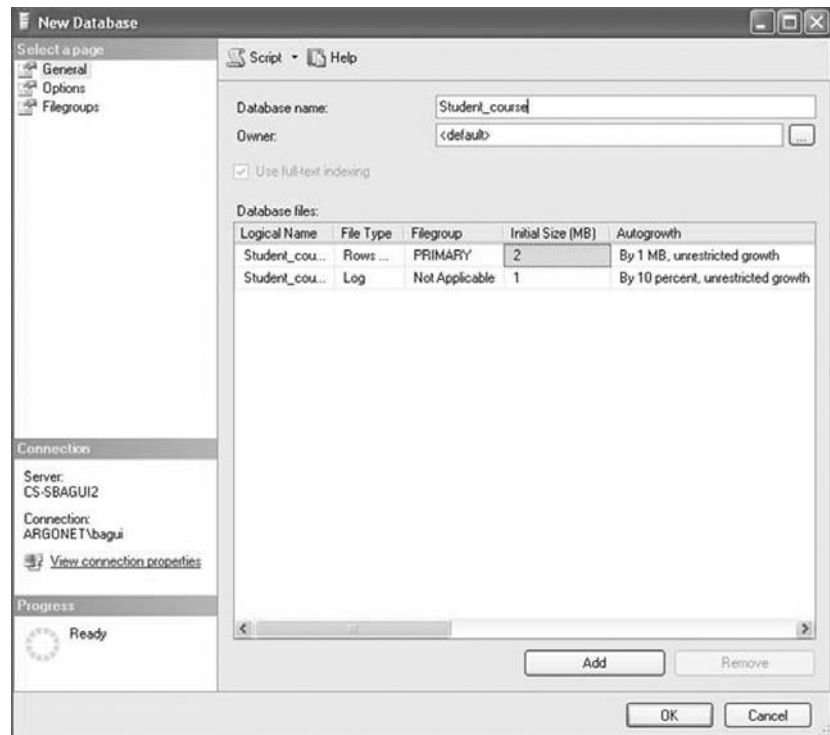 New Database
Select a page
General
Options
Filegroups
Script Help
Database name: Student_course
Owner: <default> ...
Use full-text indexing
Database files:
Logical Name File Type Filegroup Initial Size (MB) Autogrowth
Student_cou... Rows ... PRIMARY 2 By 1 MB, unrestricted growth
Student_cou... Log Not Applicable 1 By 10 percent, unrestricted growth
Connection
Server:
CS-SBAGUI2
Connection:
ARGONET\bagui
View connection properties
Progress
Ready
Add Remove
OK Cancel